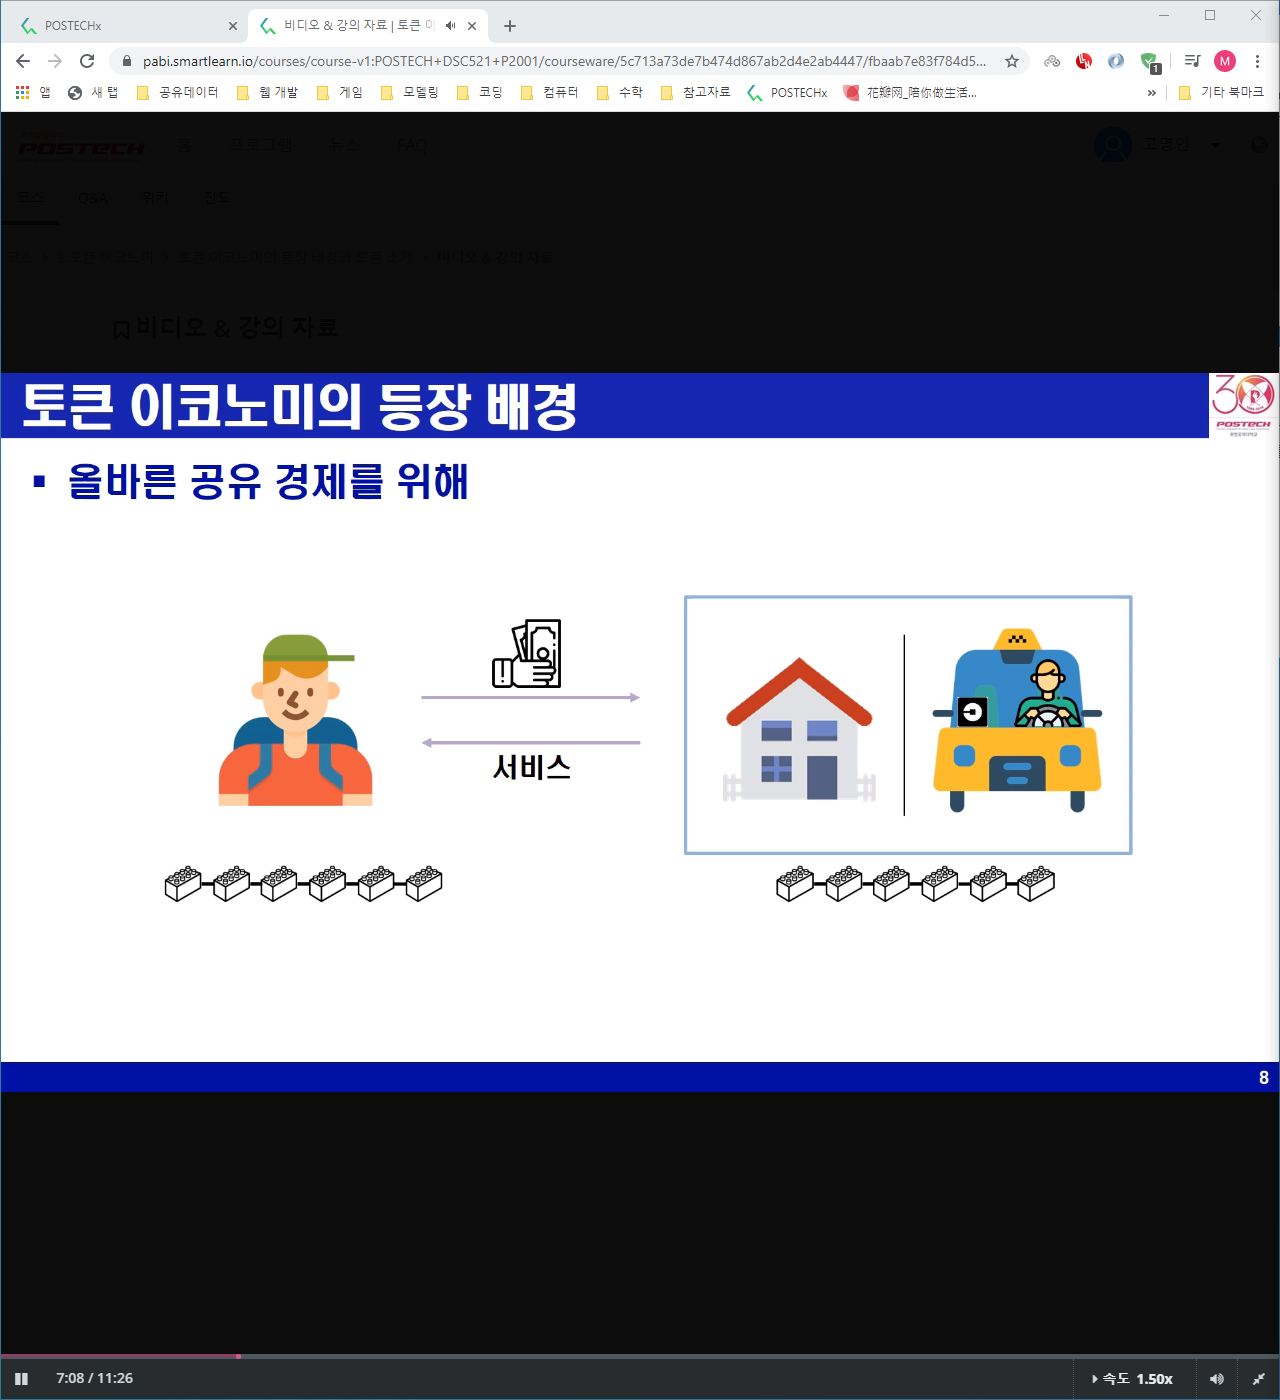 POSTECHx
비디오 & 강의 자료 | 토큰 이
pabi.smartlearn.io/courses/course-v1:POSTECH+DSC521+P2001/courseware/5c713a73de7b474d867ab2d4e2ab4447/fbaab7e83f784d5...
1
M
앱 새 탭 공유데이터 웹 개발 게임 모델링 코딩 컴퓨터 수학 참고자료 POSTECHx 花瓣网_陪你做生活... » 기타 북마크
POSTECH 홈 프로그램 뉴스 FAQ 고영민
코스 Q&A 위키 진도
비디오 & 강의 자료
토큰 이코노미의 등장 배경
30
POSTECH
올바른 공유 경제를 위해
서비스
8
7:08 / 11:26
속도 1.50x